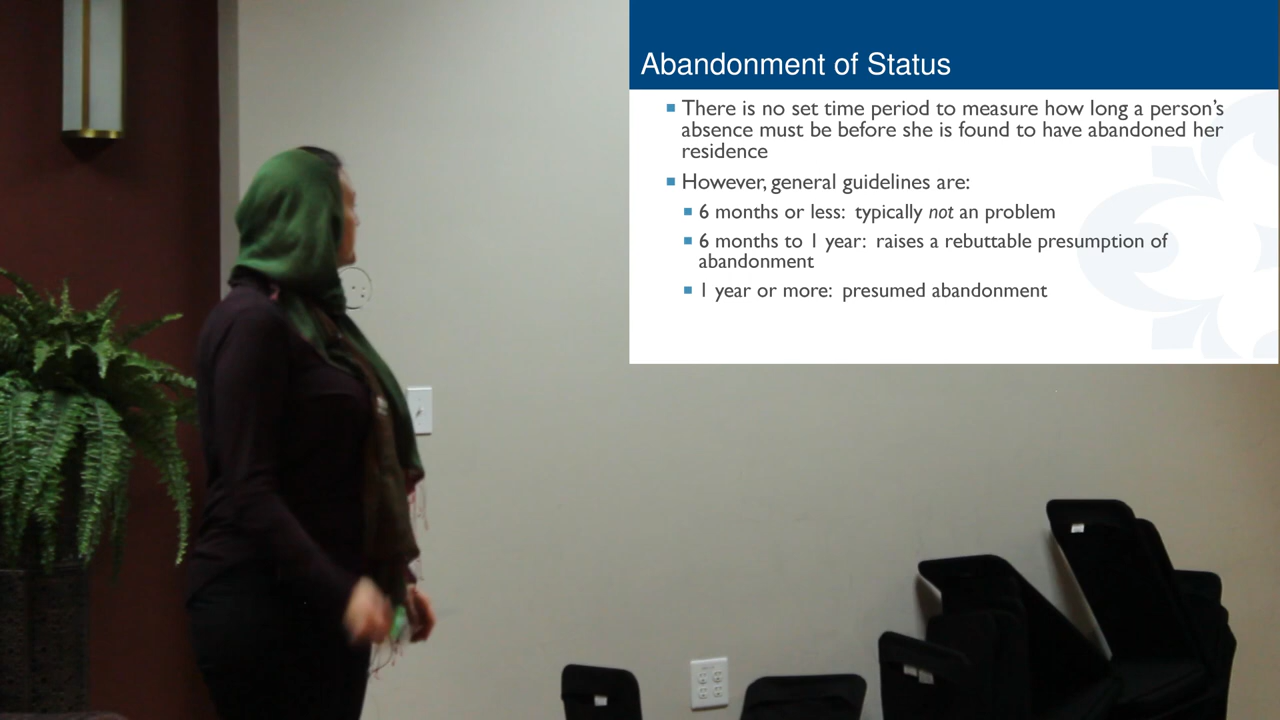 Abandonment of Status
There is no set time period to measure how long a person's
absence must be before she is found to have abandoned her
residence
However, general guidelines are:
6 months or less: typically not an problem
6 months to 1 year: raises a rebuttable presumption of
abandonment
1 year or more: presumed abandonment